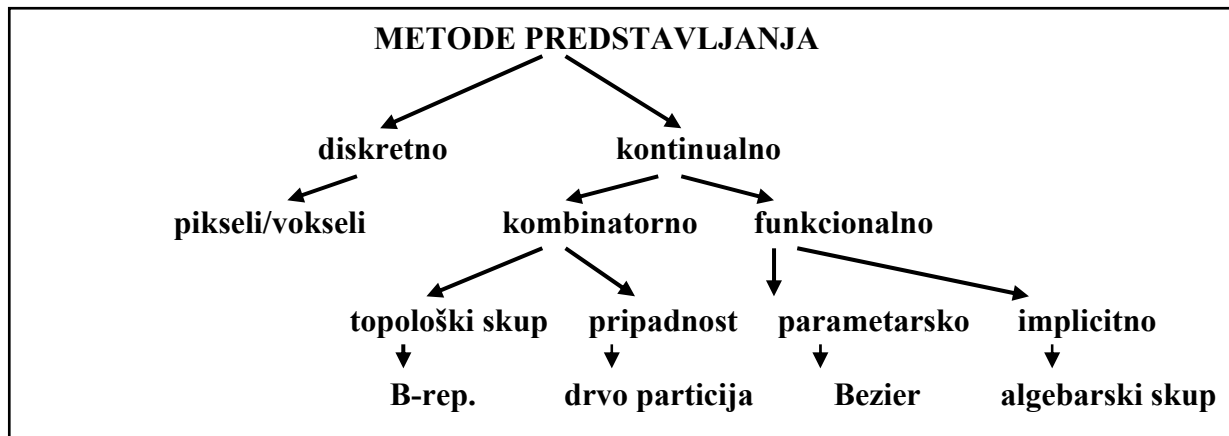 METODE PREDSTAVLJANJA
diskretno kontinualno
pikseli/vokseli kombinatorno funkcionalno
topološki skup pripadnost parametarsko implicitno
B-rep. drvo particija Bezier algebarski skup